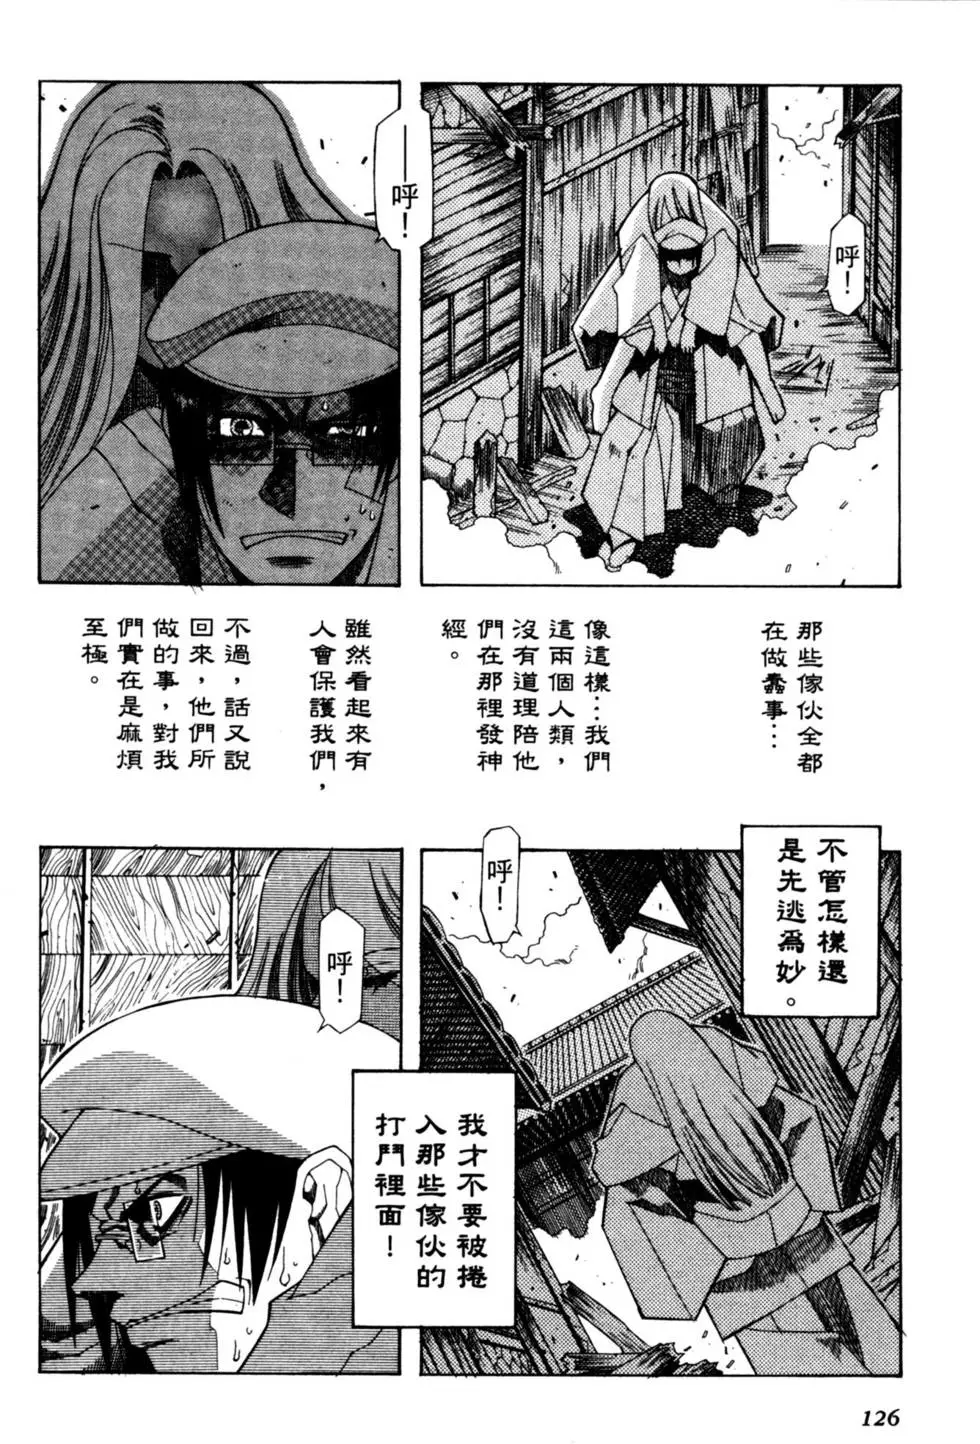 呼！
呼！
那些傢伙全都
在做蠢事…
像這樣…我們
這兩個人類，
沒有道理陪他
們在那裡發神
經。
雖然看起來有
人會保護我們，
不過，話又說
回來，他們所
做的事，對我
們實在是麻煩
至極。
不管怎樣還
是先逃為妙。
呼！
呼！
我才不要被捲
入那些傢伙的
打鬥裡面！
126